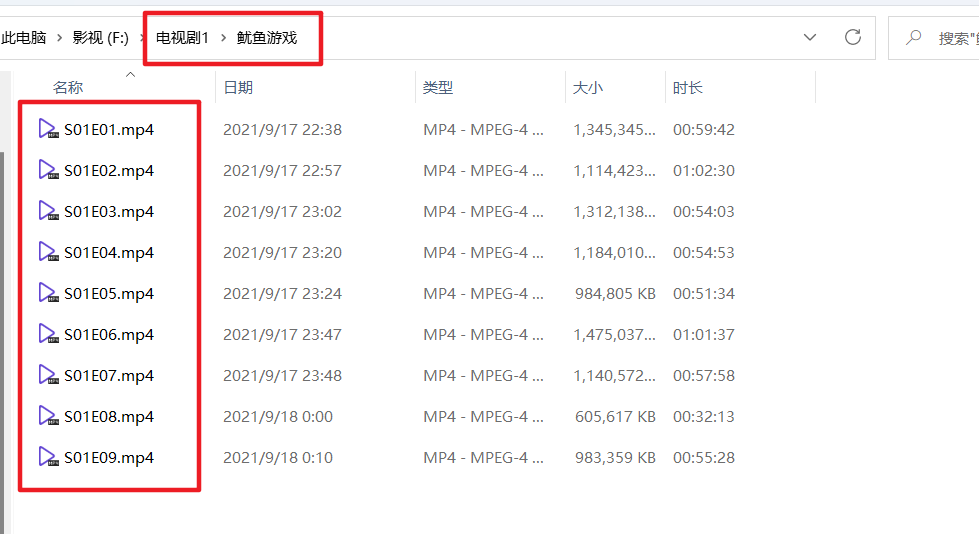 此电脑 > 影视 (F:) > 电视剧1 > 鱿鱼游戏 搜索"
名称 日期 类型 大小 时长
S01E01.mp4 2021/9/17 22:38 MP4 - MPEG-4 ... 1,345,345... 00:59:42
S01E02.mp4 2021/9/17 22:57 MP4 - MPEG-4 ... 1,114,423... 01:02:30
S01E03.mp4 2021/9/17 23:02 MP4 - MPEG-4 ... 1,312,138... 00:54:03
S01E04.mp4 2021/9/17 23:20 MP4 - MPEG-4 ... 1,184,010... 00:54:53
S01E05.mp4 2021/9/17 23:24 MP4 - MPEG-4 ... 984,805 KB 00:51:34
S01E06.mp4 2021/9/17 23:47 MP4 - MPEG-4 ... 1,475,037... 01:01:37
S01E07.mp4 2021/9/17 23:48 MP4 - MPEG-4 ... 1,140,572... 00:57:58
S01E08.mp4 2021/9/18 0:00 MP4 - MPEG-4 ... 605,617 KB 00:32:13
S01E09.mp4 2021/9/18 0:10 MP4 - MPEG-4 ... 983,359 KB 00:55:28